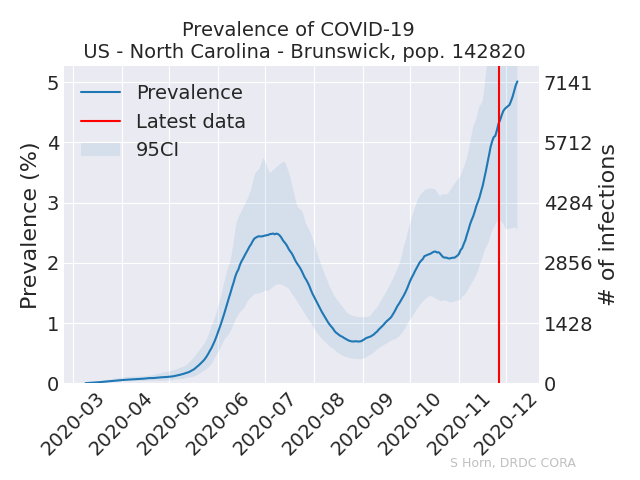 Prevalence of COVID-19
US - North Carolina - Brunswick, pop. 142820
Prevalence
Latest data
95CI
Prevalence (%)
5
4
3
2
1
0
7141
5712
4284
2856
1428
0
# of infections
2020-03
2020-04
2020-05
2020-06
2020-07
2020-08
2020-09
2020-10
2020-11
2020-12
S Horn, DRDC CORA